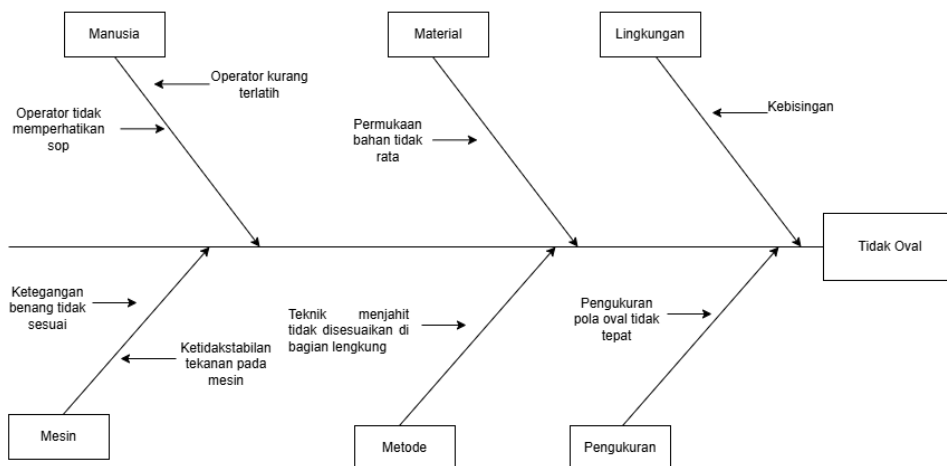 Manusia
Material
Lingkungan
Operator kurang
terlatih
Operator tidak
memperhatikan
sop
Permukaan
bahan tidak
rata
Kebisingan
Tidak Oval
Ketegangan
benang tidak
sesuai
Ketidakstabilan
tekanan pada
mesin
Teknik menjahit
tidak disesuaikan di
bagian lengkung
Pengukuran
pola oval tidak
tepat
Mesin
Metode
Pengukuran